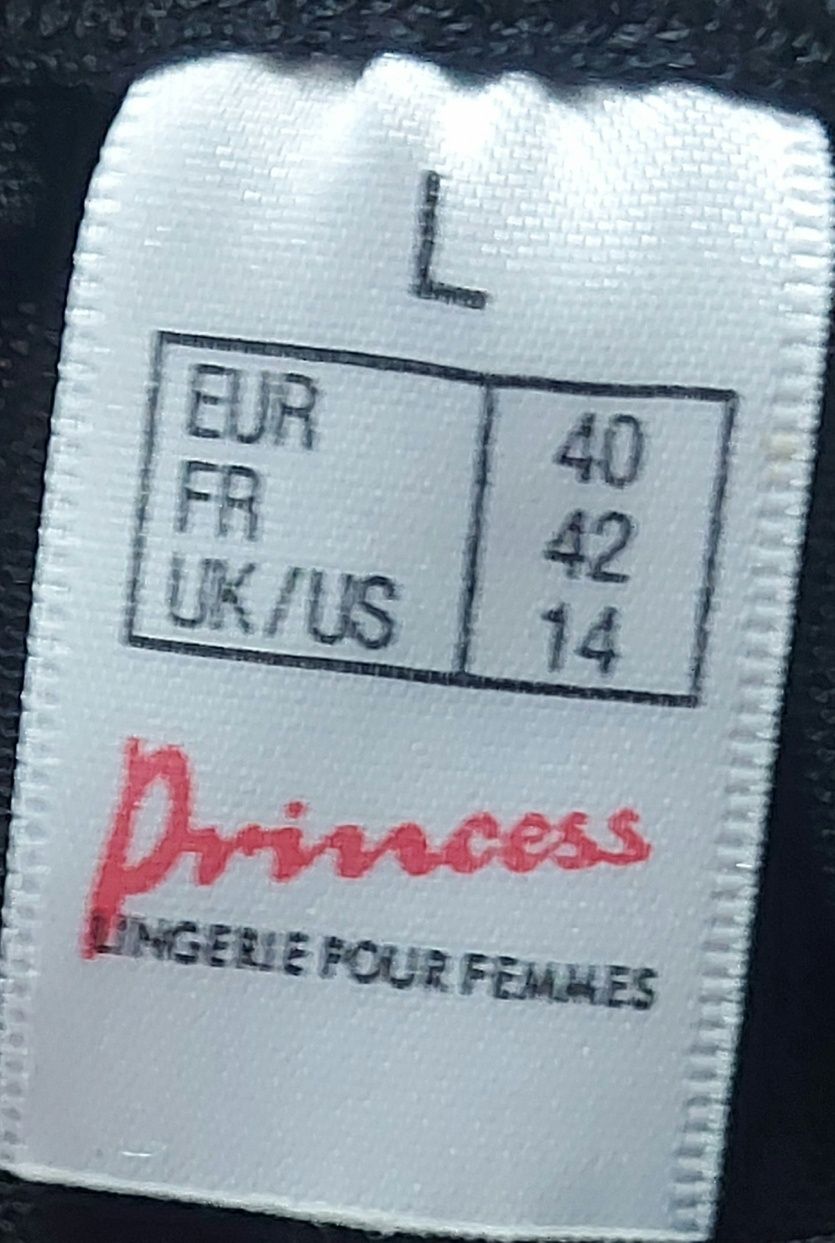 L
EUR 40
FR 42
UK/US 14
Princess
LINGERIE POUR FEMMES